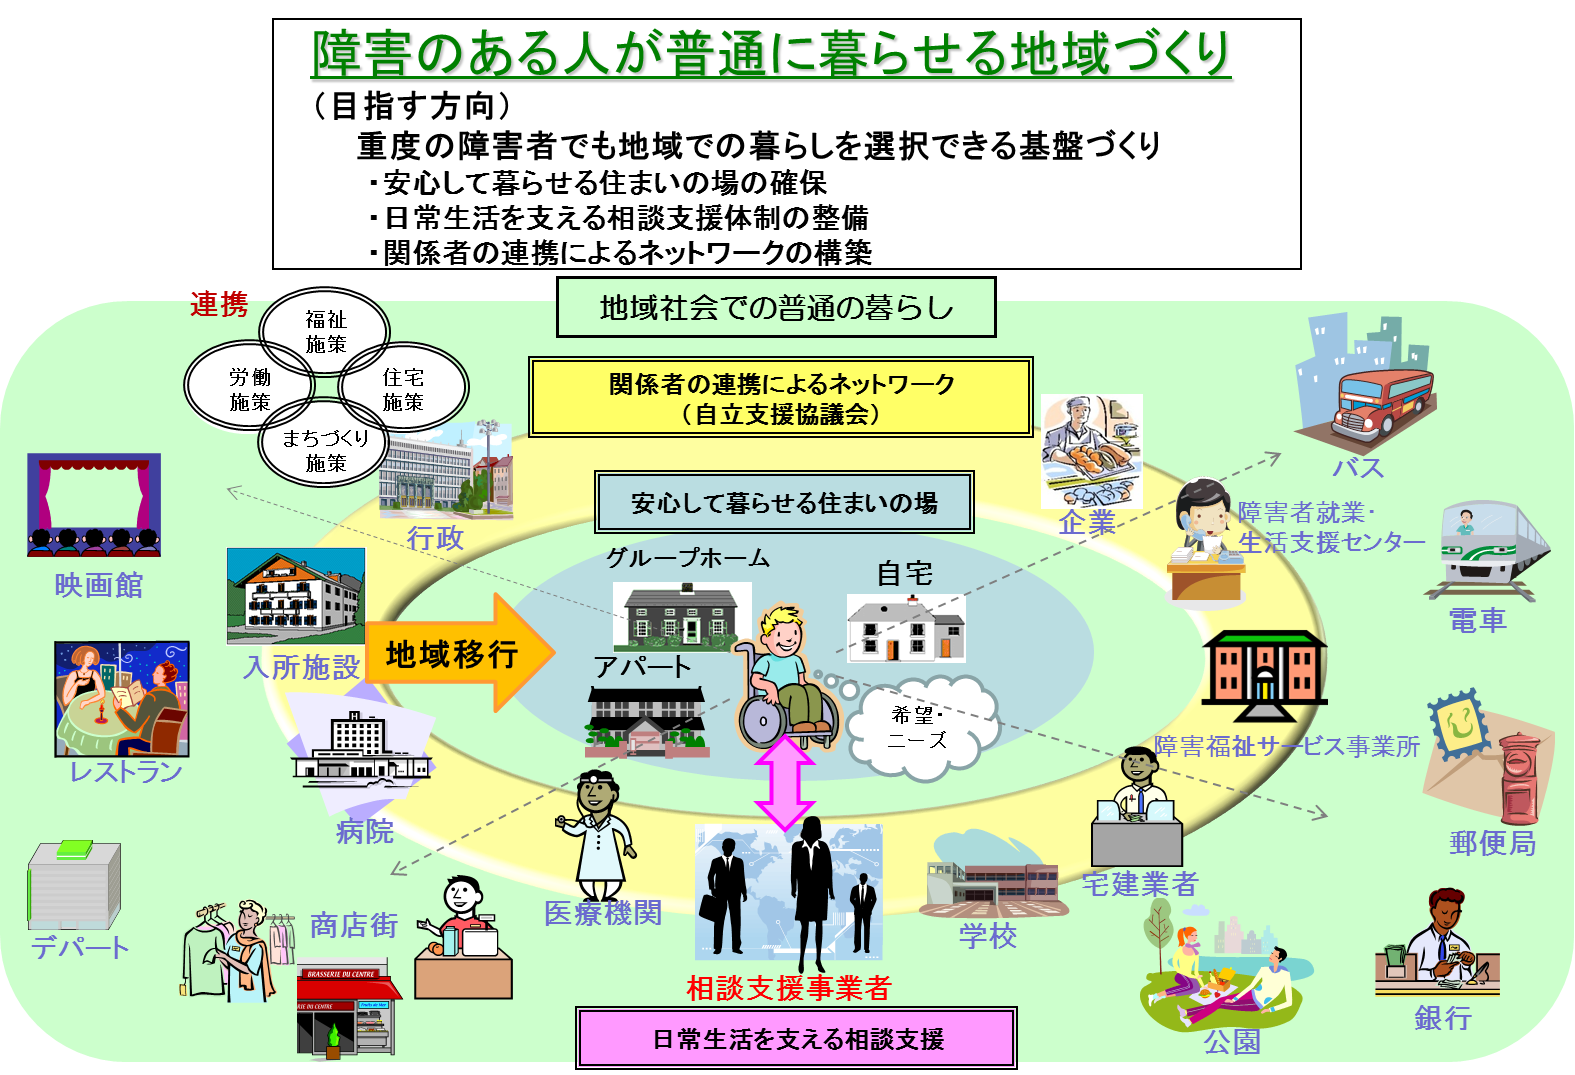 障害のある人が普通に暮らせる地域づくり
（目指す方向）
重度の障害者でも地域での暮らしを選択できる基盤づくり
・安心して暮らせる住まいの場の確保
・日常生活を支える相談支援体制の整備
・関係者の連携によるネットワークの構築
地域社会での普通の暮らし
連携
福祉
施策
労働
施策
住宅
施策
まちづくり
施策
関係者の連携によるネットワーク
（自立支援協議会）
安心して暮らせる住まいの場
行政
企業
バス
障害者就業・
生活支援センター
映画館
グループホーム
自宅
電車
入所施設
地域移行
アパート
希望・
ニーズ
障害福祉サービス事業所
レストラン
病院
郵便局
宅建業者
医療機関
商店街
学校
デパート
BRASSERIE DU CENTRE
RIE DU CENTRE
相談支援事業者
銀行
公園
日常生活を支える相談支援